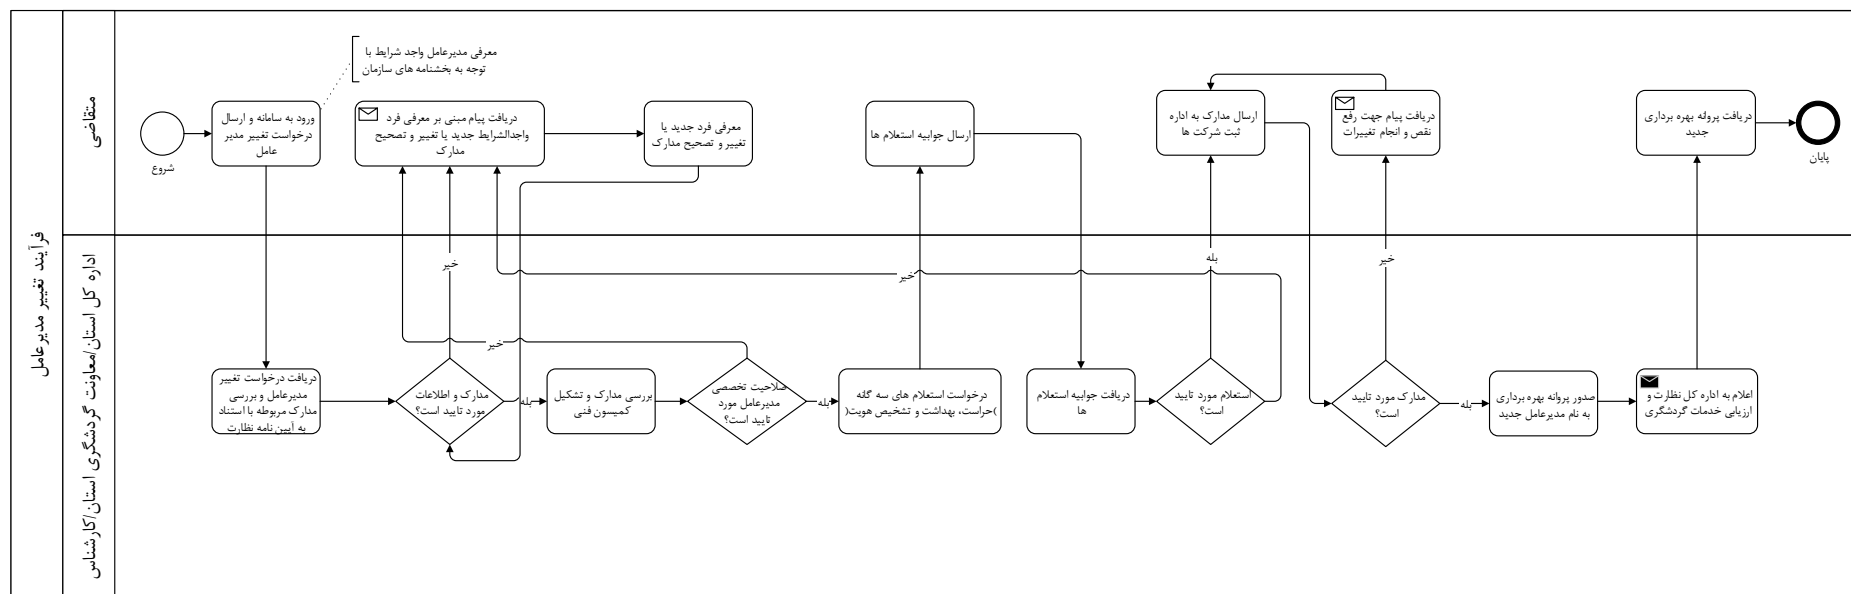 فرآیند تغییر مدیرعامل
متقاضی
اداره کل استان/معاونت گردشگری استان/کارشناس
شروع
ورود به سامانه و ارسال
درخواست تغییر مدیر
عامل
معرفی مدیرعامل واجد شرایط با
توجه به بخشنامه های سازمان
دریافت پیام مبنی بر معرفی فرد
واجدالشرایط جدید یا تغییر و تصحیح
مدارک
معرفی فرد جدید یا
تغییر و تصحیح مدارک
ارسال جوابیه استعلام ها
ارسال مدارک به اداره
ثبت شرکت ها
دریافت پیام جهت رفع
نقص و انجام تغییرات
دریافت پروانه بهره برداری
جدید
پایان
دریافت درخواست تغییر
مدیرعامل و بررسی
مدارک مربوطه با استناد
به آیین نامه نظارت
مدارک و اطلاعات
مورد تایید است؟
خیر
بله
بررسی مدارک و تشکیل
کمیسون فنی
صلاحیت تخصصی
مدیرعامل مورد
تایید است؟
خیر
بله
درخواست استعلام های سه گانه
)حراست، بهداشت و تشخیص هویت(
دریافت جوابیه استعلام
ها
استعلام مورد تایید
است؟
بله
خیر
مدارک مورد تایید
است؟
خیر
بله
صدور پروانه بهره برداری
به نام مدیرعامل جدید
اعلام به اداره کل نظارت و
ارزیابی خدمات گردشگری